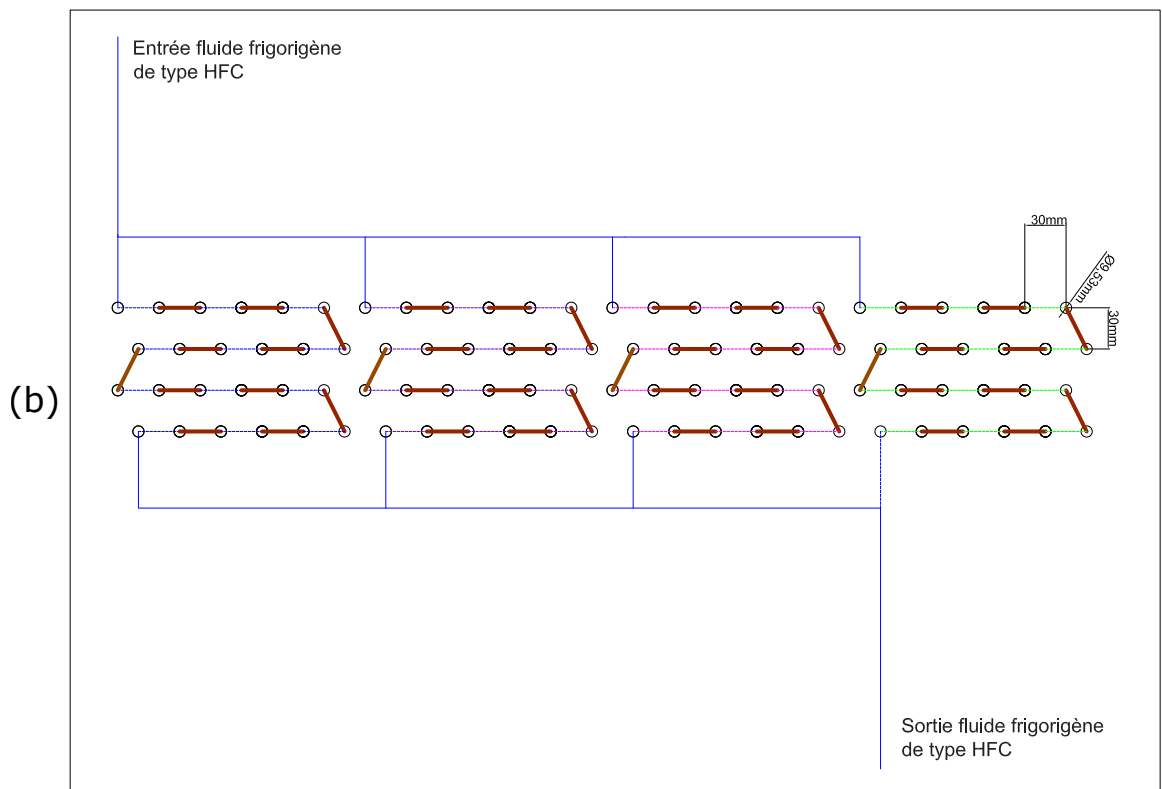 Entrée fluide frigorigène
de type HFC
30mm
Ø9,53mm
30mm
(b)
Sortie fluide frigorigène
de type HFC